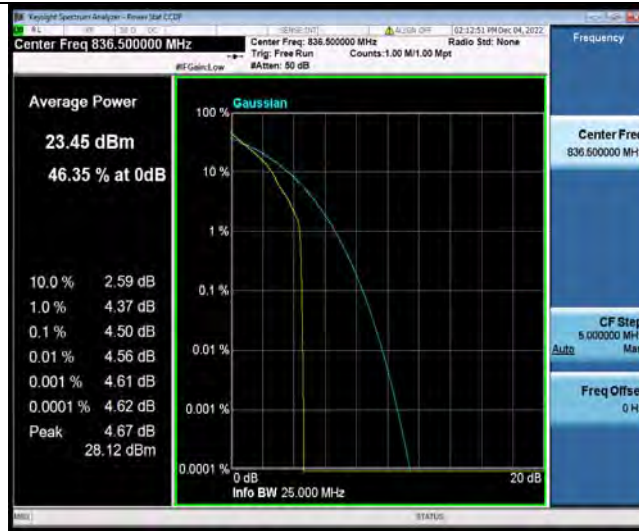 Keysight Spectrum Analyzer - Power Stat CCDF
RL RF 50 Ω DC SENSE:INT ALIGN OFF 02:12:51 PM Dec 04, 2022
Center Freq 836.500000 MHz
Center Freq: 836.500000 MHz Radio Std: None
Trig: Free Run Counts:1.00 M/1.00 Mpt
#IFGain:Low #Atten: 50 dB
Frequency
Average Power
23.45 dBm
46.35 % at 0dB
10.0 % 2.59 dB
1.0 % 4.37 dB
0.1 % 4.50 dB
0.01 % 4.56 dB
0.001 % 4.61 dB
0.0001 % 4.62 dB
Peak 4.67 dB
28.12 dBm
Gaussian
100 %
10 %
1 %
0.1 %
0.01 %
0.001 %
0.0001 %
0 dB 20 dB
Info BW 25.000 MHz
Center Fre
836.500000 MH
CF Step
5.000000 MH
Auto Ma
Freq Offse
0 H
MSG STATUS